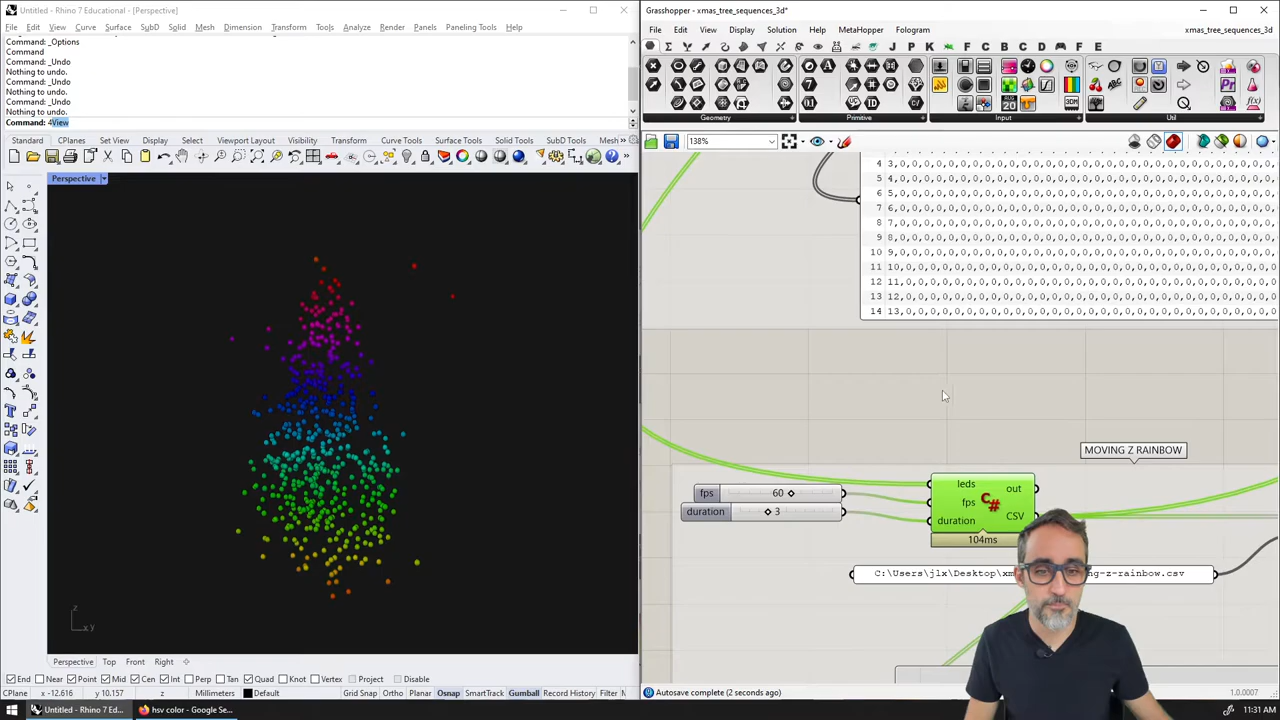 Untitled - Rhino 7 Educational - [Perspective]
File Edit View Curve Surface SubD Solid Mesh Dimension Transform Tools Analyze Render Panels Paneling Tools Help
Command: _Options
Command
Command: _Undo
Nothing to undo.
Command: _Undo
Nothing to undo.
Command: _Undo
Nothing to undo.
Command: 4View
Standard CPlanes Set View Display Select Viewport Layout Visibility Transform Curve Tools Surface Tools Solid Tools SubD Tools Mesh
Perspective
z
x y
Perspective Top Front Right
End Near Point Mid Cen Int Perp Tan Quad Knot Vertex Project Disable
CPlane x -12.616 y 10.157 z Millimeters Default Grid Snap Ortho Planar Osnap SmartTrack Gumball Record History Filter
Grasshopper - xmas_tree_sequences_3d*
File Edit View Display Solution Help MetaHopper Fologram
xmas_tree_sequences_3d
Geometry Primitive Input Util
138%
4 3,0,0,0,0,0,0,0,0,0,0,0,0,0,0,0,0,0,0,0,0,0,0,0,0,0,0,0,0,0,0,0,
5 4,0,0,0,0,0,0,0,0,0,0,0,0,0,0,0,0,0,0,0,0,0,0,0,0,0,0,0,0,0,0,0,
6 5,0,0,0,0,0,0,0,0,0,0,0,0,0,0,0,0,0,0,0,0,0,0,0,0,0,0,0,0,0,0,0,
7 6,0,0,0,0,0,0,0,0,0,0,0,0,0,0,0,0,0,0,0,0,0,0,0,0,0,0,0,0,0,0,0,
8 7,0,0,0,0,0,0,0,0,0,0,0,0,0,0,0,0,0,0,0,0,0,0,0,0,0,0,0,0,0,0,0,
9 8,0,0,0,0,0,0,0,0,0,0,0,0,0,0,0,0,0,0,0,0,0,0,0,0,0,0,0,0,0,0,0,
10 9,0,0,0,0,0,0,0,0,0,0,0,0,0,0,0,0,0,0,0,0,0,0,0,0,0,0,0,0,0,0,0,
11 10,0,0,0,0,0,0,0,0,0,0,0,0,0,0,0,0,0,0,0,0,0,0,0,0,0,0,0,0,0,0,0
12 11,0,0,0,0,0,0,0,0,0,0,0,0,0,0,0,0,0,0,0,0,0,0,0,0,0,0,0,0,0,0,0
13 12,0,0,0,0,0,0,0,0,0,0,0,0,0,0,0,0,0,0,0,0,0,0,0,0,0,0,0,0,0,0,0
14 13,0,0,0,0,0,0,0,0,0,0,0,0,0,0,0,0,0,0,0,0,0,0,0,0,0,0,0,0,0,0,0
MOVING Z RAINBOW
fps 60
duration 3
leds
fps
duration
C#
out
CSV
104ms
C:\Users\jlx\Desktop\xm ng-z-rainbow.csv
Autosave complete (2 seconds ago)
1.0.0007
Untitled - Rhino 7 Ed... hsv color - Google Se... 11:31 AM